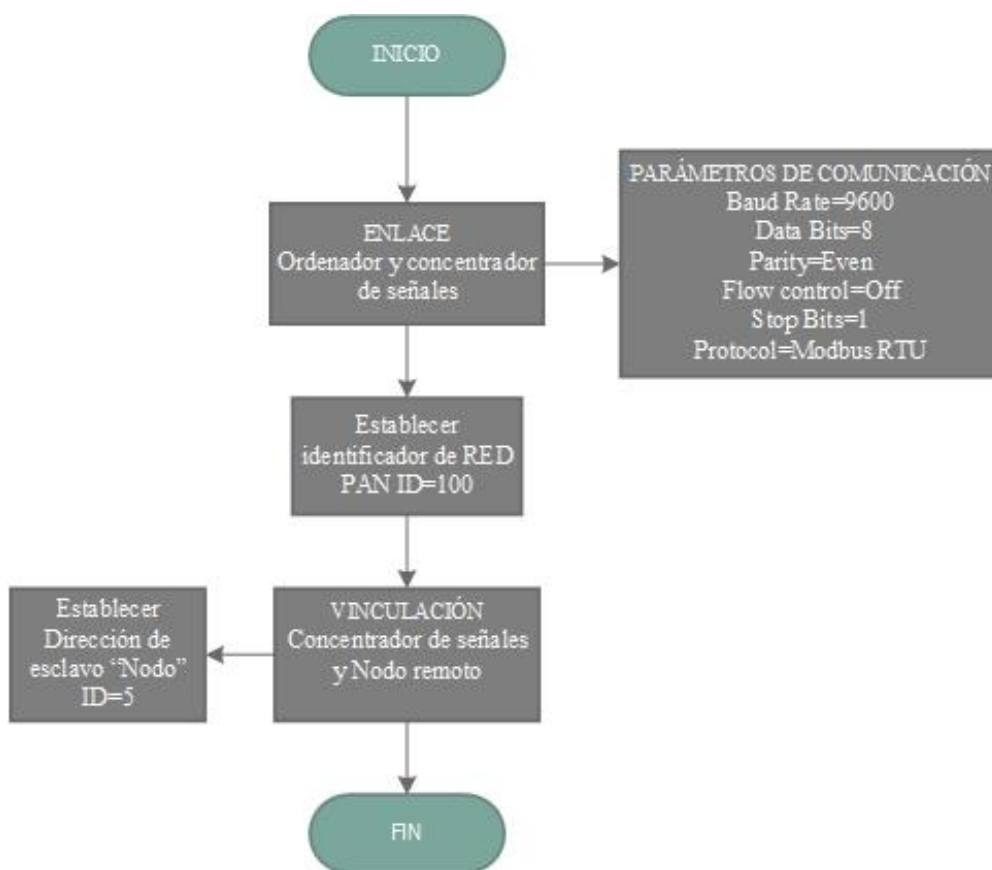 INICIO
ENLACE
Ordenador y concentrador
de señales
PARÁMETROS DE COMUNICACIÓN
Baud Rate=9600
Data Bits=8
Parity=Even
Flow control=Off
Stop Bits=1
Protocol=Modbus RTU
Establecer
identificador de RED
PAN ID=100
VINCULACIÓN
Concentrador de señales
y Nodo remoto
Establecer
Dirección de
esclavo “Nodo”
ID=5
FIN